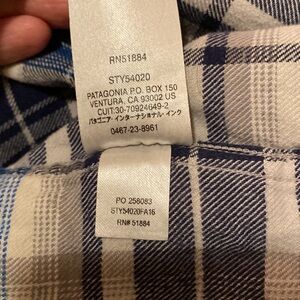 RN51884
STY54020
PATAGONIA P.O. BOX 150
VENTURA, CA 93002 US
CUIT:30-70924649-2
パタゴニア・インターナショナル・インク
0467-23-8961
PO 258083
STY54020FA16
RN# 51884